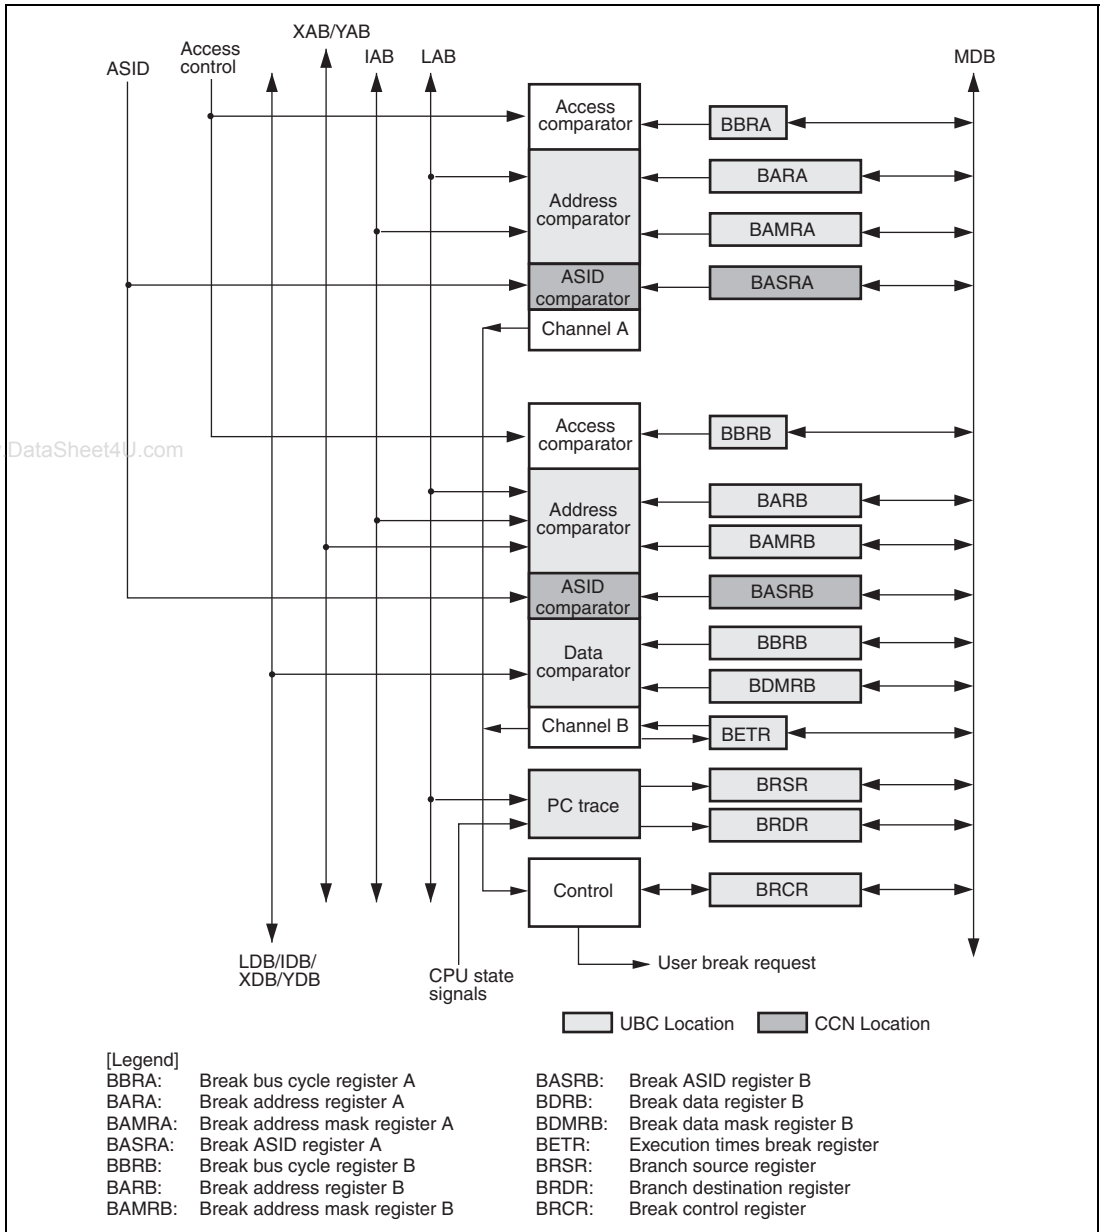 XAB/YAB
Access
control
ASID
IAB
LAB
MDB
Access
comparator
BBRA
BARA
Address
comparator
BAMRA
ASID
comparator
BASRA
Channel A
Access
comparator
BBRB
.DataSheet4U.com
BARB
Address
comparator
BAMRB
ASID
comparator
BASRB
BBRB
Data
comparator
BDMRB
Channel B
BETR
BRSR
PC trace
BRDR
Control
BRCR
LDB/IDB/
XDB/YDB
CPU state
signals
User break request
UBC Location
CCN Location
[Legend]
BBRA: Break bus cycle register A
BARA: Break address register A
BAMRA: Break address mask register A
BASRA: Break ASID register A
BBRB: Break bus cycle register B
BARB: Break address register B
BAMRB: Break address mask register B
BASRB: Break ASID register B
BDRB: Break data register B
BDMRB: Break data mask register B
BETR: Execution times break register
BRSR: Branch source register
BRDR: Branch destination register
BRCR: Break control register